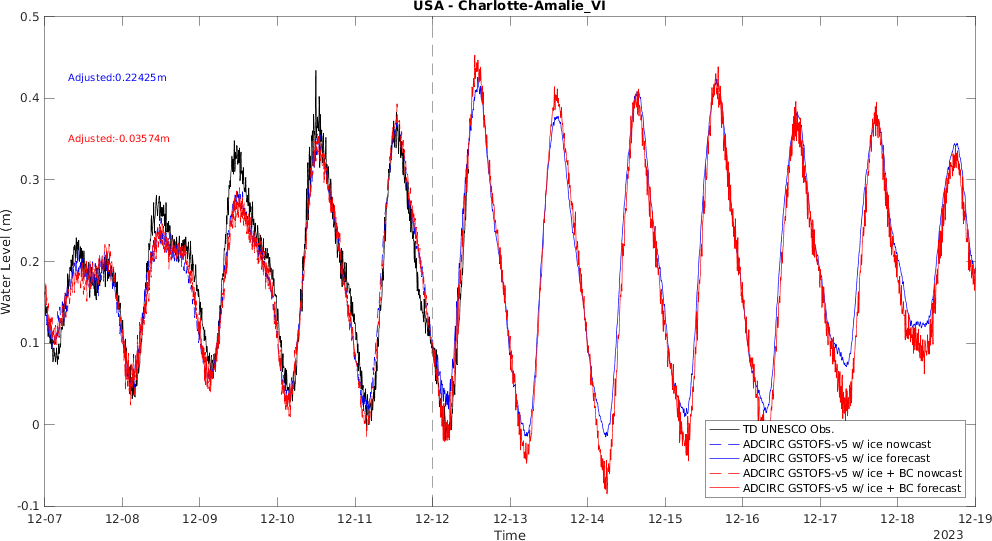 USA - Charlotte-Amalie_VI
0.5
0.4
0.3
0.2
0.1
0
-0.1
Water Level (m)
Adjusted:0.22425m
Adjusted:-0.03574m
TD UNESCO Obs.
ADCIRC GSTOFS-v5 w/ ice nowcast
ADCIRC GSTOFS-v5 w/ ice forecast
ADCIRC GSTOFS-v5 w/ice + BC nowcast
ADCIRC GSTOFS-v5 w/ice + BC forecast
12-07 12-08 12-09 12-10 12-11 12-12 12-13 12-14 12-15 12-16 12-17 12-18 12-19
Time
2023